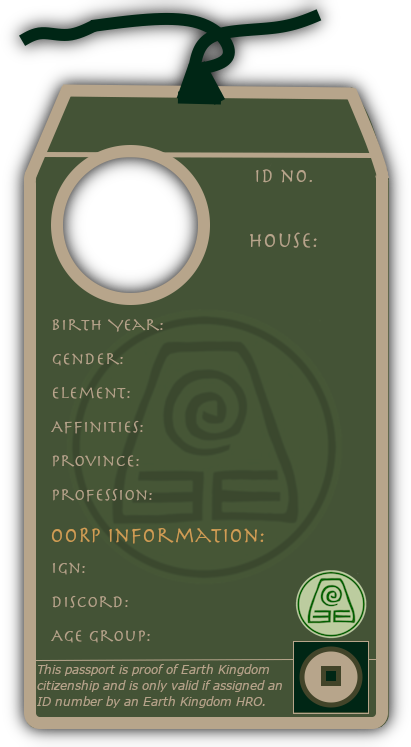 ID NO.
HOUSE:
BIRTH YEAR:
GENDER:
ELEMENT:
AFFINITIES:
PROVINCE:
PROFESSION:
OORP INFORMATION:
IGN:
DISCORD:
AGE GROUP:
This passport is proof of Earth Kingdom
citizenship and is only valid if assigned an
ID number by an Earth Kingdom HRO.